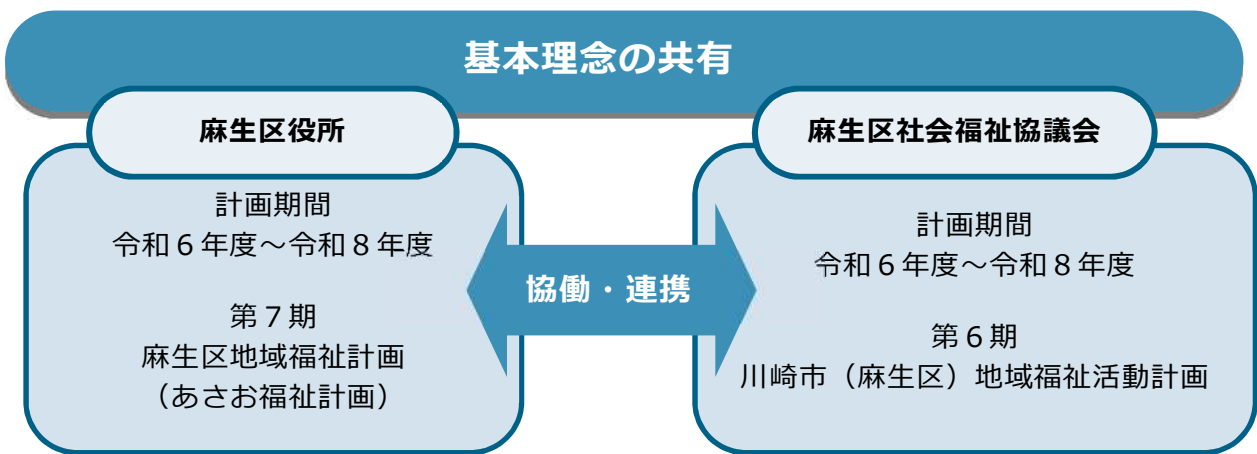 基本理念の共有
麻生区役所
計画期間
令和６年度～令和８年度
第７期
麻生区地域福祉計画
（あさお福祉計画）
協働・連携
麻生区社会福祉協議会
計画期間
令和６年度～令和８年度
第６期
川崎市（麻生区）地域福祉活動計画